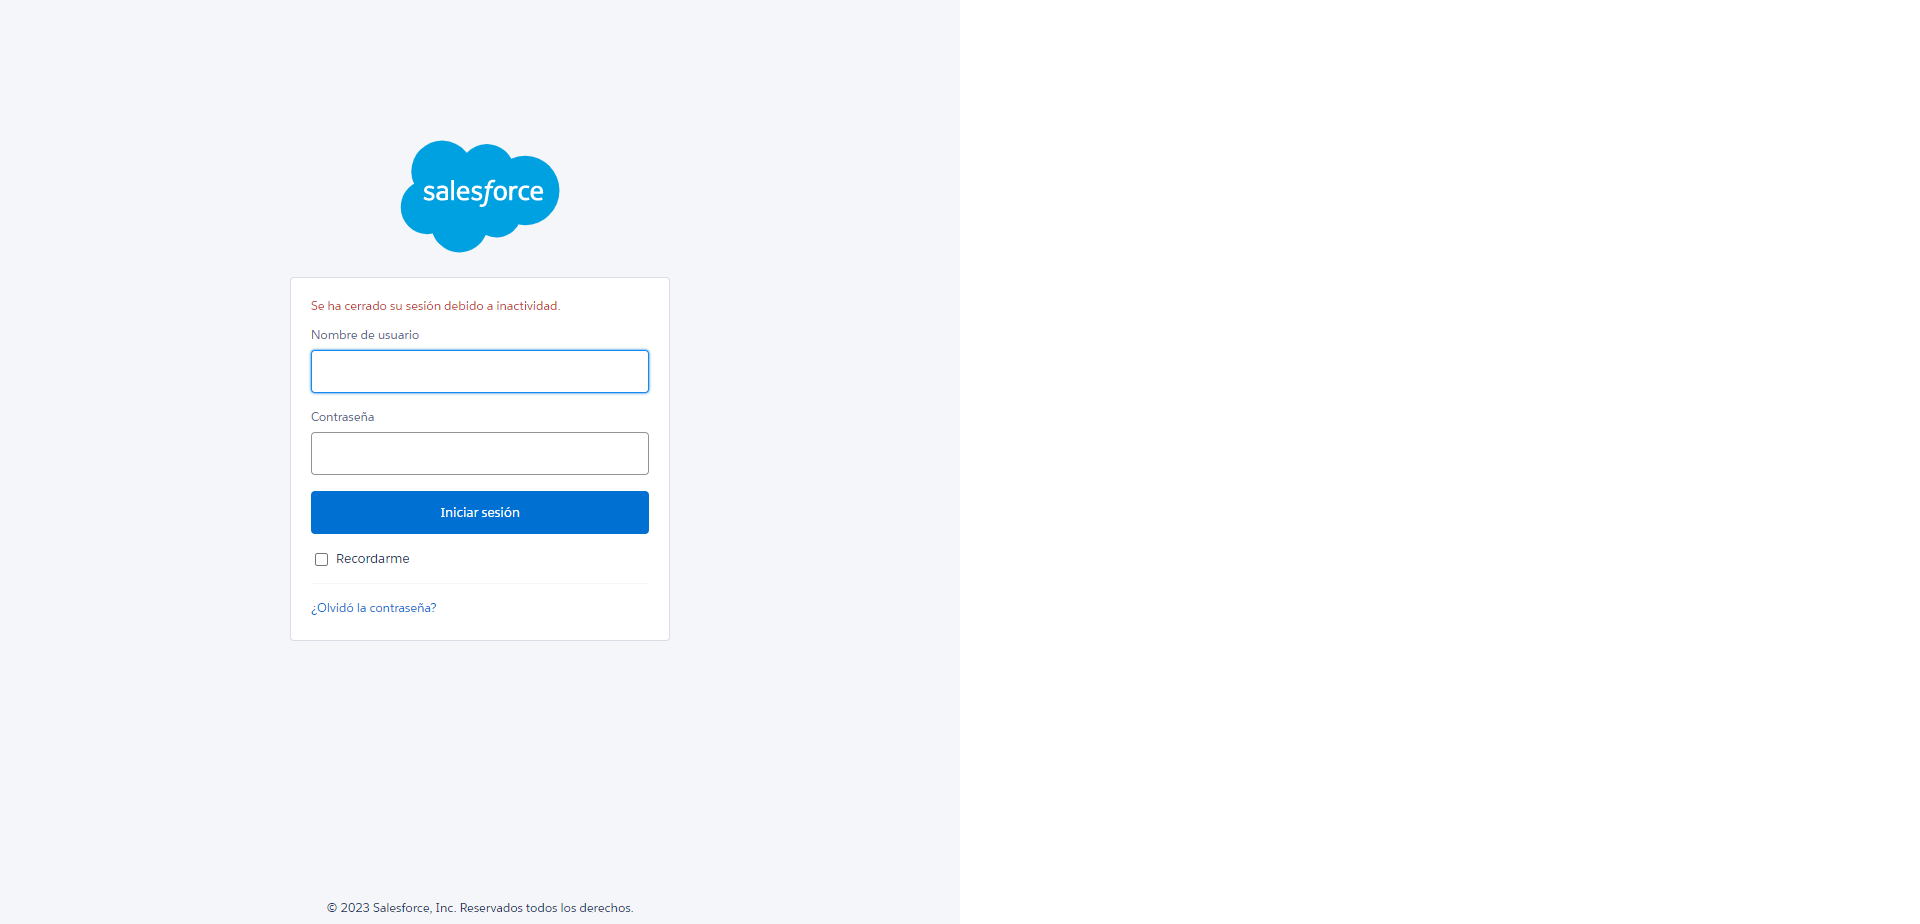 salesforce
Se ha cerrado su sesión debido a inactividad.
Nombre de usuario
Contraseña
Iniciar sesión
Recordarme
¿Olvidó la contraseña?
© 2023 Salesforce, Inc. Reservados todos los derechos.